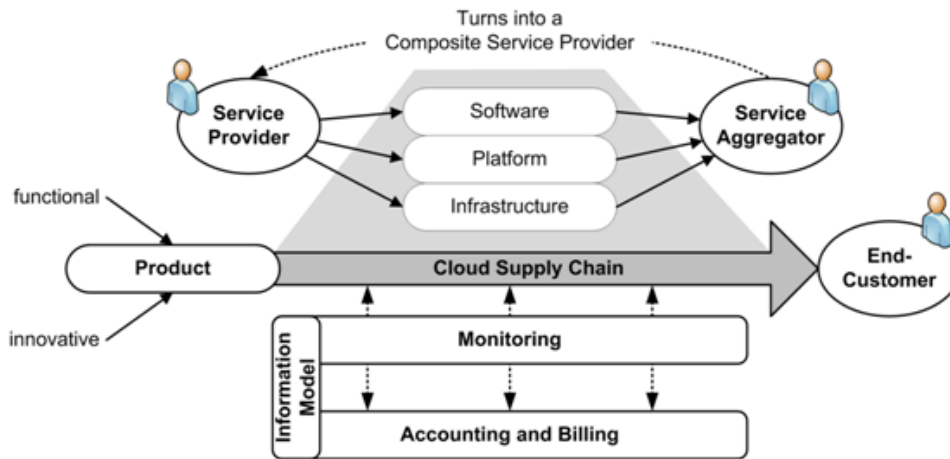 Turns into a
Composite Service Provider
Service
Provider
Software
Platform
Infrastructure
Service
Aggregator
functional
Product
innovative
Cloud Supply Chain
End-
Customer
Information
Model
Monitoring
Accounting and Billing